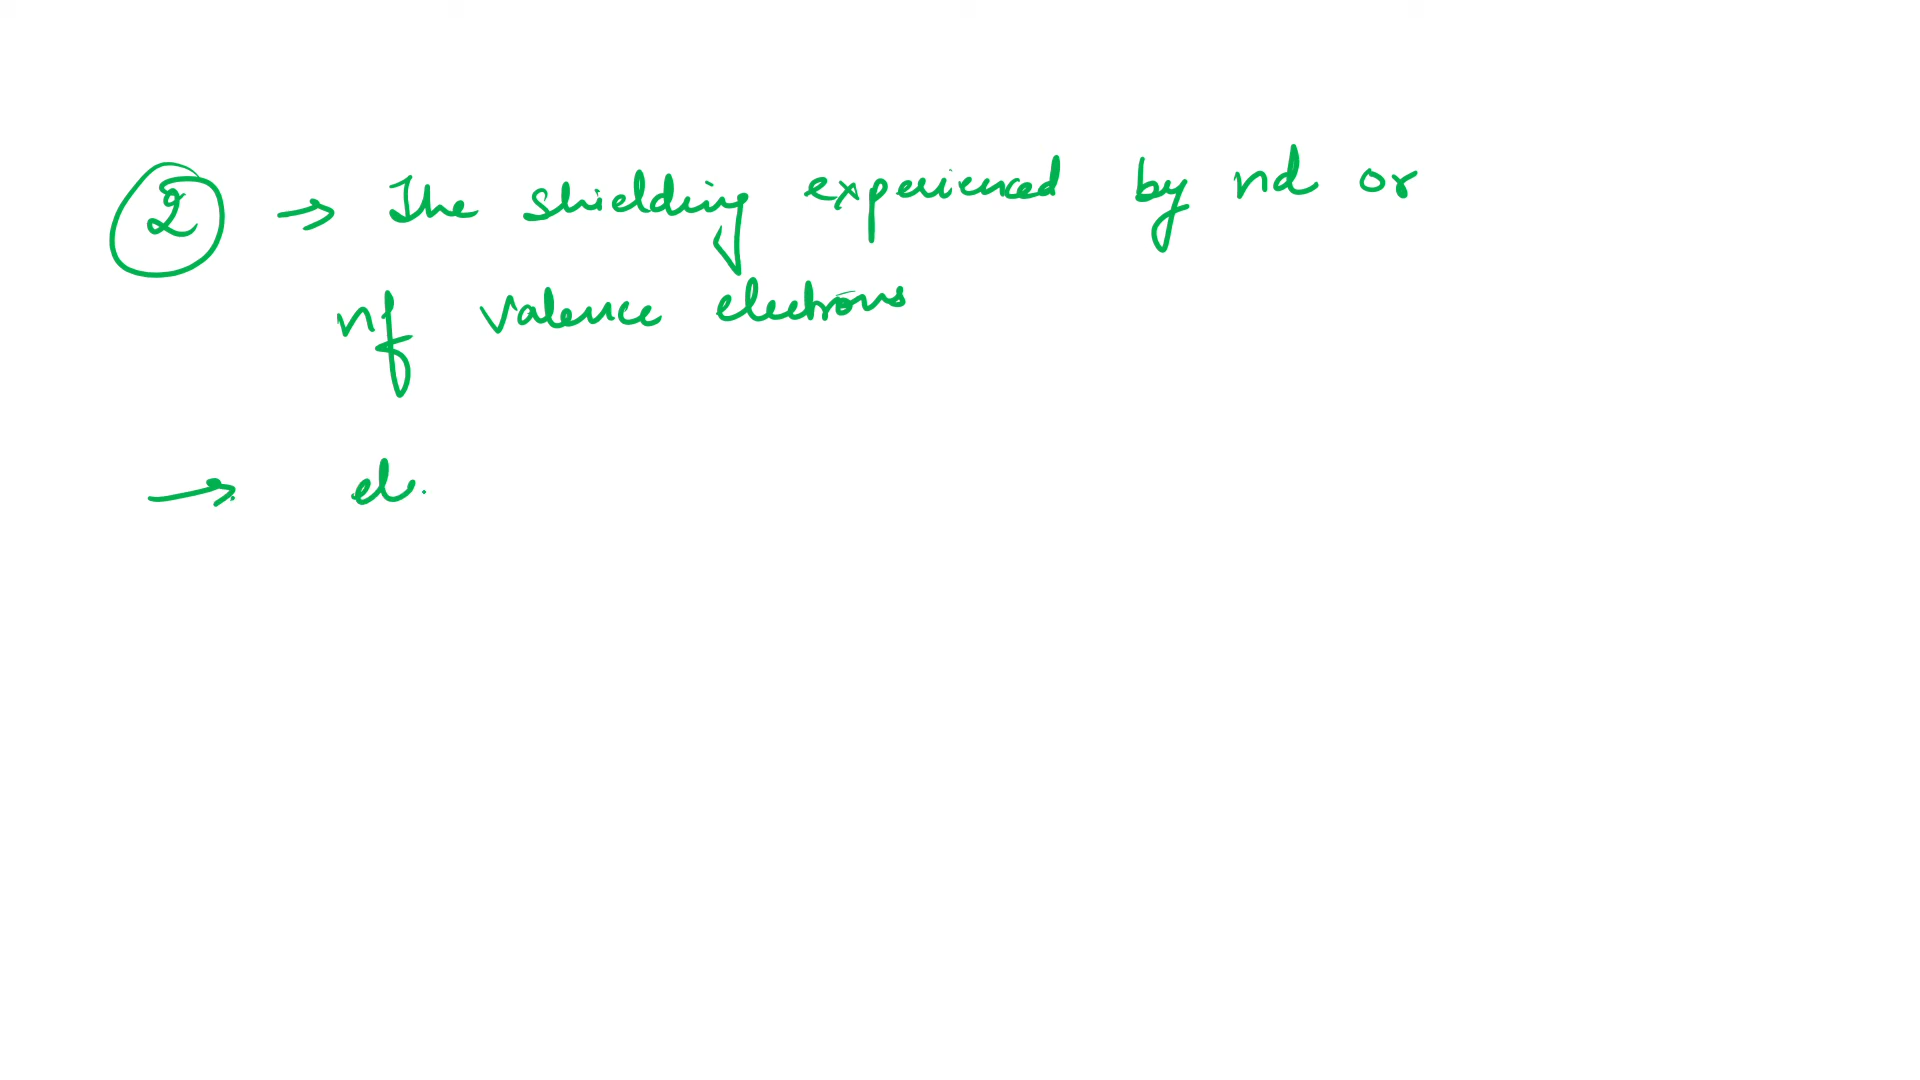 ② → The shielding experienced by nd or
nf valence electrons
→ el.